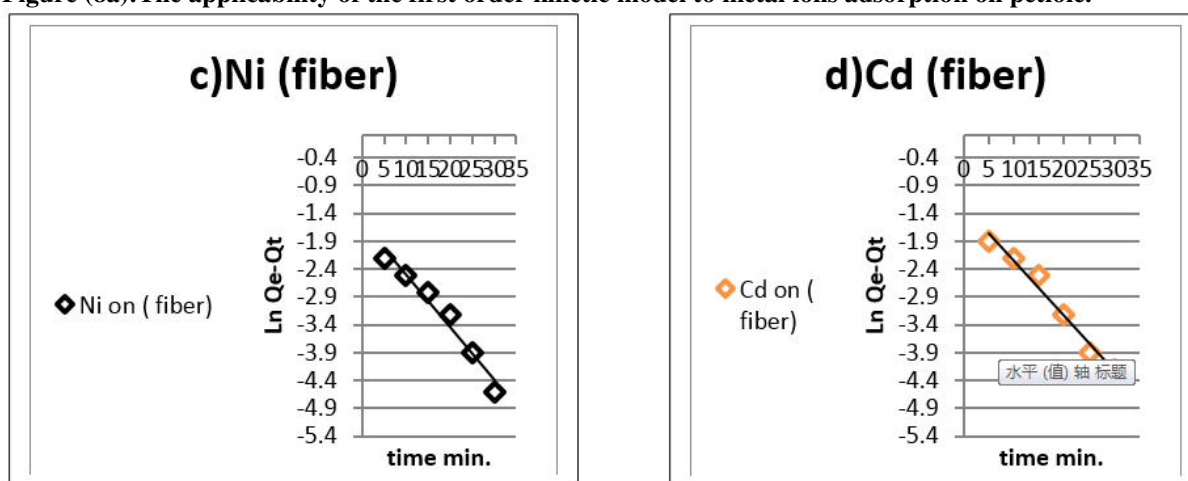 Figure (8a).The applicability of the first order kinetic model to metal ions adsorption on petiole.
c)Ni (fiber)
-0.4
0 5 10 15 20 25 30 35
-0.9
-1.4
-1.9
-2.4
-2.9
-3.4
-3.9
-4.4
-4.9
-5.4
Ln Qe-Qt
Ni on ( fiber)
time min.
d)Cd (fiber)
-0.4
0 5 10 15 20 25 30 35
-0.9
-1.4
-1.9
-2.4
-2.9
-3.4
-3.9
-4.4
-4.9
-5.4
Ln Qe-Qt
Cd on (
fiber)
水平 (值) 轴 标题
time min.